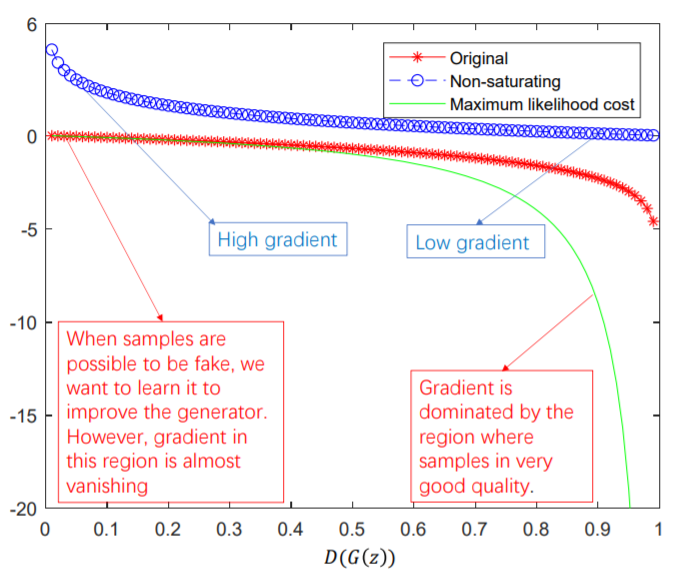 6
Original
Non-saturating
Maximum likelihood cost
0
High gradient
Low gradient
-5
-10
When samples are
possible to be fake, we
want to learn it to
improve the generator.
However, gradient in
this region is almost
vanishing
Gradient is
dominated by the
region where
samples in very
good quality.
-15
-20
0 0.1 0.2 0.3 0.4 0.5 0.6 0.7 0.8 0.9 1
D(G(z))